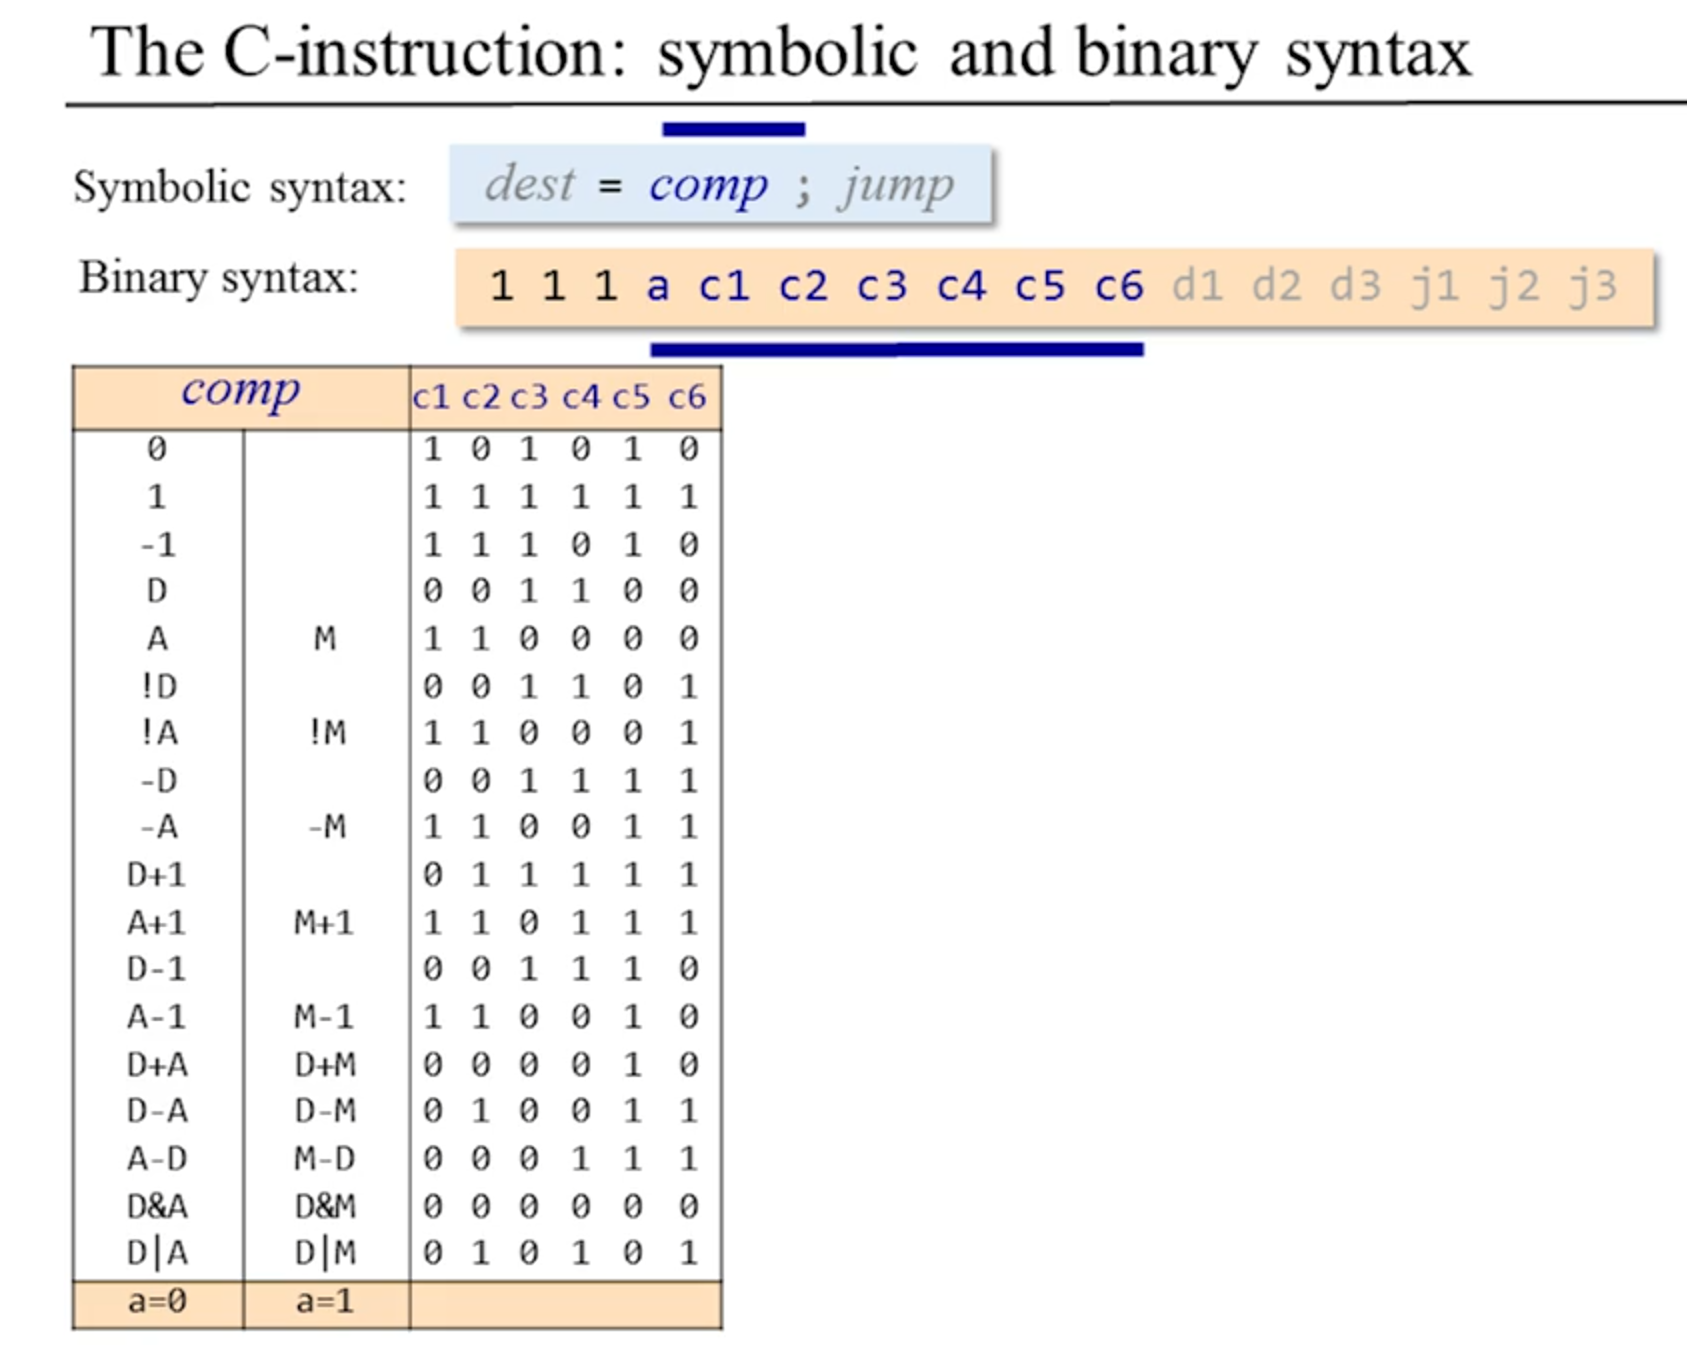 The C-instruction: symbolic and binary syntax
Symbolic syntax: dest = comp ; jump
Binary syntax: 1 1 1 a c1 c2 c3 c4 c5 c6 d1 d2 d3 j1 j2 j3
comp c1 c2 c3 c4 c5 c6
0 1 0 1 0 1 0
1 1 1 1 1 1 1
-1 1 1 1 0 1 0
D 0 0 1 1 0 0
A M 1 1 0 0 0 0
!D 0 0 1 1 0 1
!A !M 1 1 0 0 0 1
-D 0 0 1 1 1 1
-A -M 1 1 0 0 1 1
D+1 0 1 1 1 1 1
A+1 M+1 1 1 0 1 1 1
D-1 0 0 1 1 1 0
A-1 M-1 1 1 0 0 1 0
D+A D+M 0 0 0 0 1 0
D-A D-M 0 1 0 0 1 1
A-D M-D 0 0 0 1 1 1
D&A D&M 0 0 0 0 0 0
D|A D|M 0 1 0 1 0 1
a=0 a=1